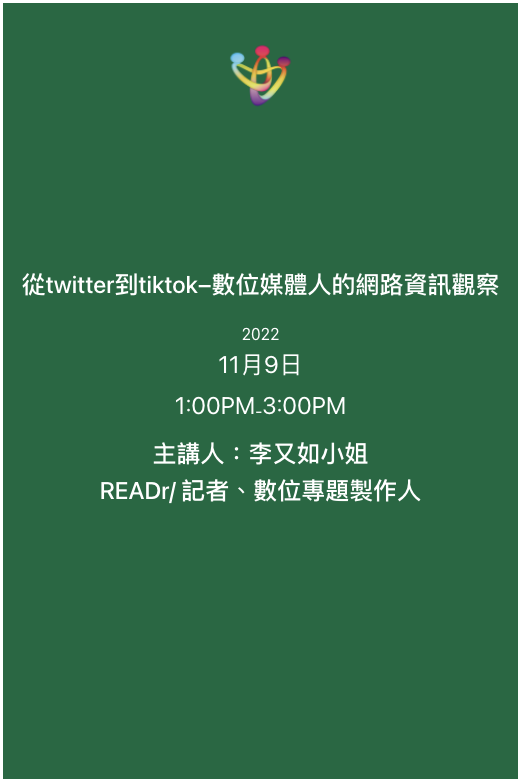 從twitter到tiktok–數位媒體人的網路資訊觀察
2022
11月9日
1:00PM-3:00PM
主講人：李又如小姐
READr/ 記者、數位專題製作人